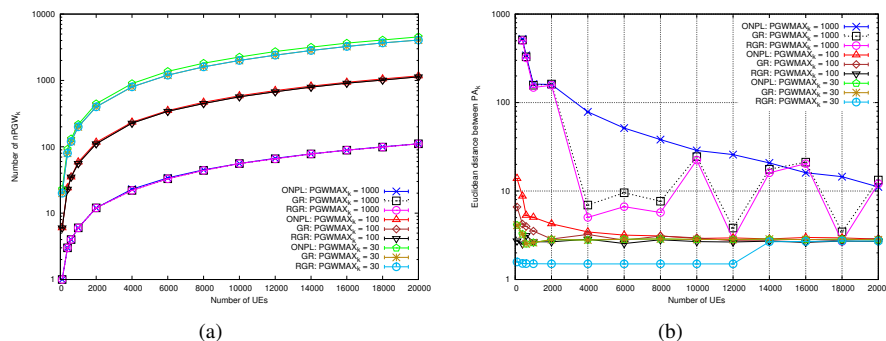 10000
1000
100
10
1
Number of nPGWk
0
2000
4000
6000
8000
10000
12000
14000
16000
18000
20000
Number of UEs
ONPL: PGWMAXk = 1000
GR: PGWMAXk = 1000
RGR: PGWMAXk = 1000
ONPL: PGWMAXk = 100
GR: PGWMAXk = 100
RGR: PGWMAXk = 100
ONPL: PGWMAXk = 30
GR: PGWMAXk = 30
RGR: PGWMAXk = 30
(a)
1000
100
10
1
Euclidean distance between PAk
0
2000
4000
6000
8000
10000
12000
14000
16000
18000
20000
Number of UEs
ONPL: PGWMAXk = 1000
GR: PGWMAXk = 1000
RGR: PGWMAXk = 1000
ONPL: PGWMAXk = 100
GR: PGWMAXk = 100
RGR: PGWMAXk = 100
ONPL: PGWMAXk = 30
GR: PGWMAXk = 30
RGR: PGWMAXk = 30
(b)